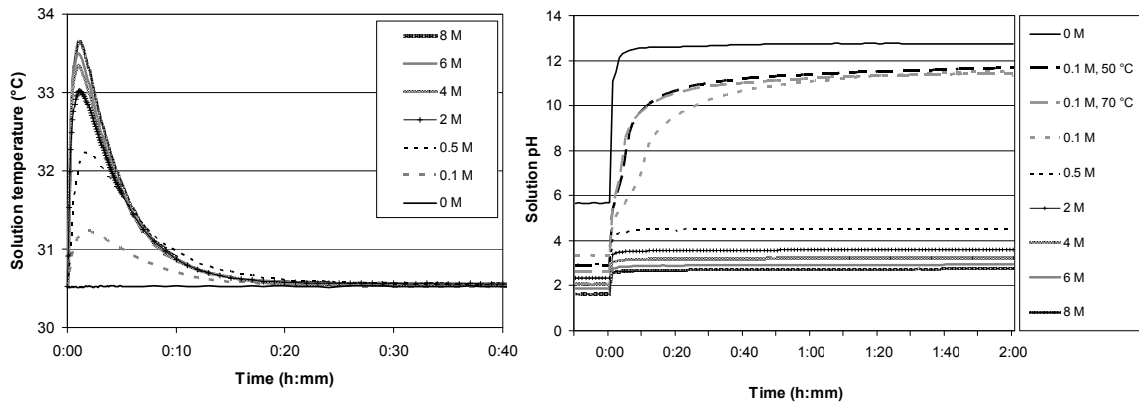 Solution temperature (°C)
34
33
32
31
30
8 M
6 M
4 M
2 M
0.5 M
0.1 M
0 M
0:00
0:10
0:20
0:30
0:40
Time (h:mm)
Solution pH
14
12
10
8
6
4
2
0
0:00
0:20
0:40
1:00
1:20
1:40
2:00
Time (h:mm)
0 M
0.1 M, 50 °C
0.1 M, 70 °C
0.1 M
0.5 M
2 M
4 M
6 M
8 M